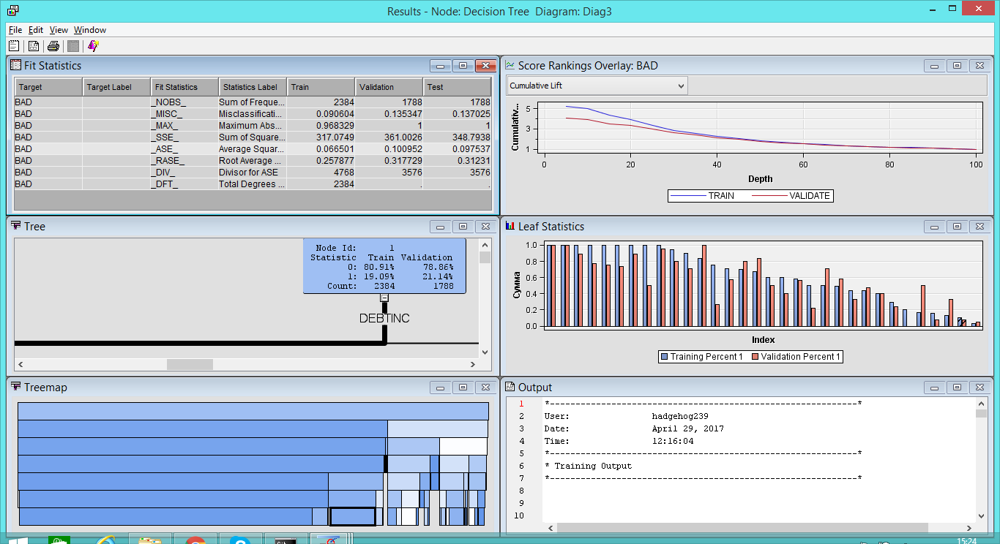 Results - Node: Decision Tree Diagram: Diag3
File Edit View Window
Fit Statistics
Target Target Label Fit Statistics Statistics Label Train Validation Test
BAD _NOBS_ Sum of Freque... 2384 1788 1788
BAD _MISC_ Misclassificati... 0.090604 0.135347 0.137025
BAD _MAX_ Maximum Abs... 0.968329 1 1
BAD _SSE_ Sum of Square... 317.0749 361.0026 348.7938
BAD _ASE_ Average Squar... 0.066501 0.100952 0.097537
BAD _RASE_ Root Average ... 0.257877 0.317729 0.31231
BAD _DIV_ Divisor for ASE 4768 3576 3576
BAD _DFT_ Total Degrees ... 2384 . .
Score Rankings Overlay: BAD
Cumulative Lift
Cumulativ...
5
3
1
0 20 40 60 80 100
Depth
TRAIN VALIDATE
Tree
Node Id: 1
Statistic Train Validation
0: 80.91% 78.86%
1: 19.09% 21.14%
Count: 2384 1788
DEBTINC
Leaf Statistics
Сумма
1.0
0.8
0.6
0.4
0.2
0.0
Index
Training Percent 1 Validation Percent 1
Treemap
Output
1 *------------------------------------------------------------*
2 User: hadgehog239
3 Date: April 29, 2017
4 Time: 12:16:04
5 *------------------------------------------------------------*
6 * Training Output
7 *------------------------------------------------------------*
8
9
10
15:24